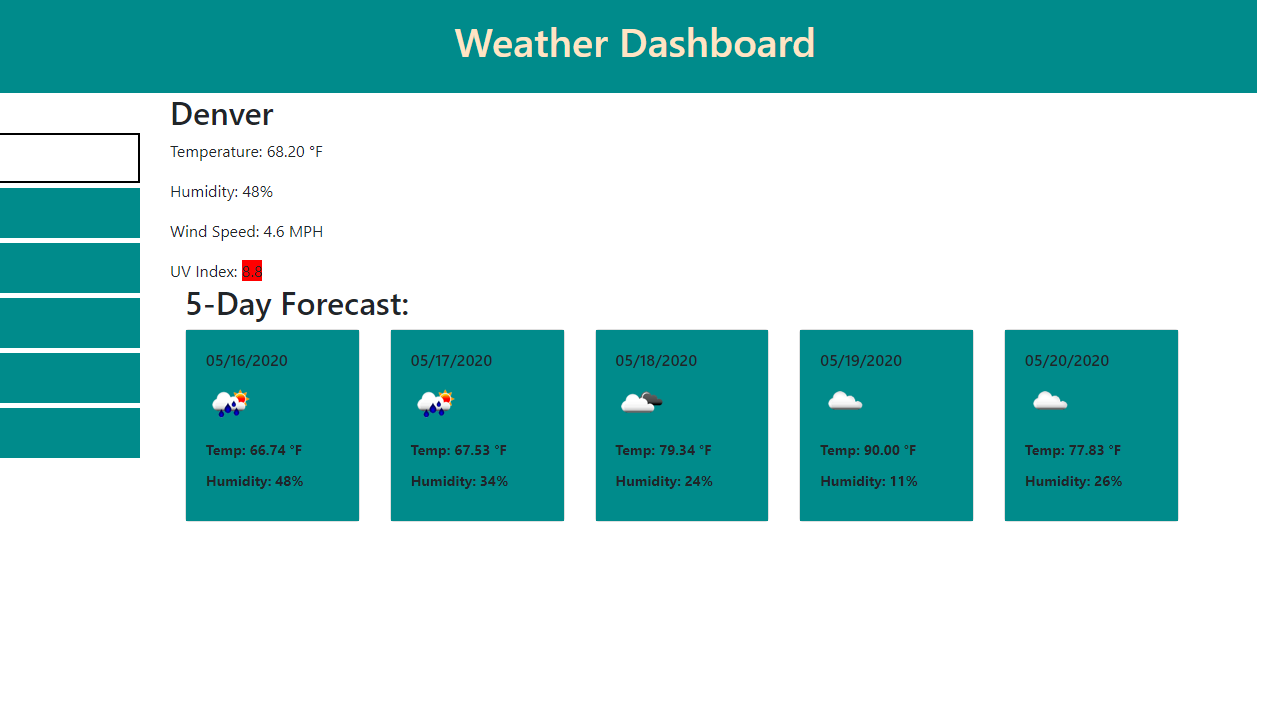 Weather Dashboard
Denver
Temperature: 68.20 °F
Humidity: 48%
Wind Speed: 4.6 MPH
UV Index: 8.8
5-Day Forecast:
05/16/2020
Temp: 66.74 °F
Humidity: 48%
05/17/2020
Temp: 67.53 °F
Humidity: 34%
05/18/2020
Temp: 79.34 °F
Humidity: 24%
05/19/2020
Temp: 90.00 °F
Humidity: 11%
05/20/2020
Temp: 77.83 °F
Humidity: 26%